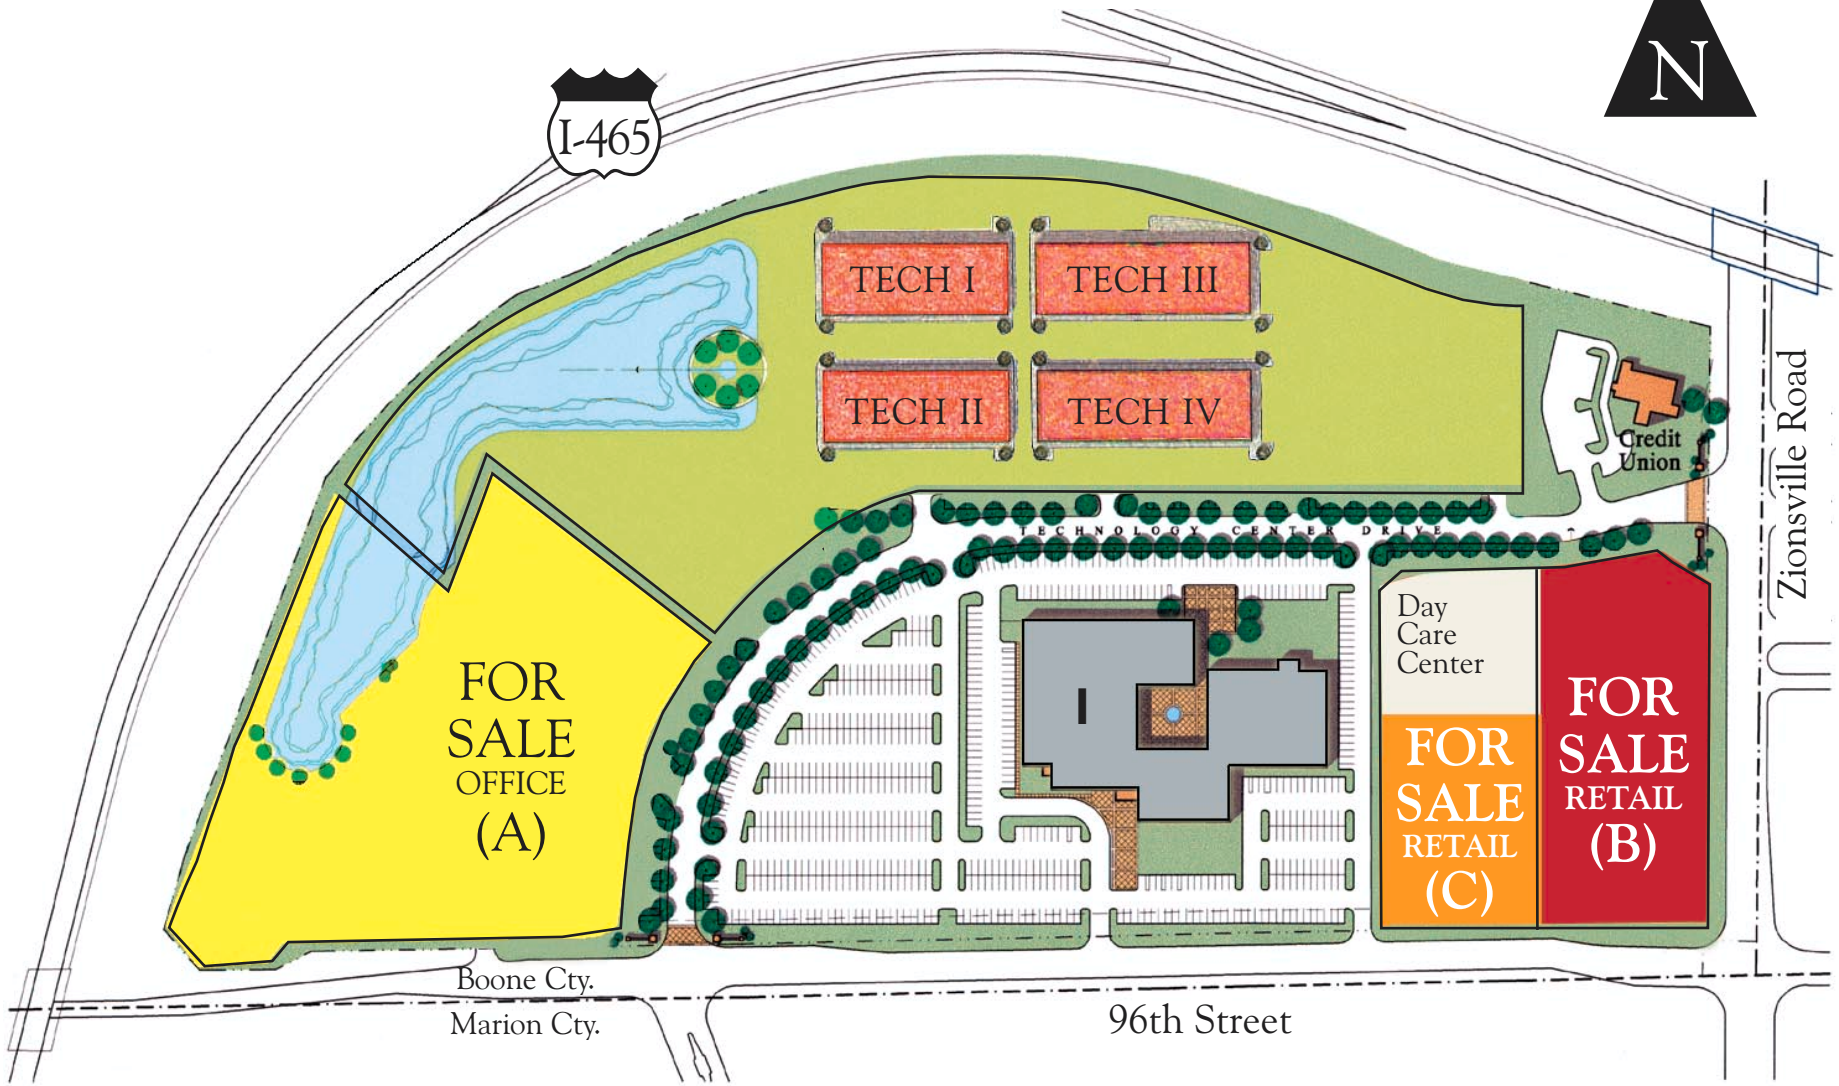 N
I-465
TECH I
TECH III
TECH II
TECH IV
Credit
Union
Zionsville Road
TECHNOLOGY CENTER DRIVE
Day
Care
Center
FOR
SALE
OFFICE
(A)
I
FOR
SALE
RETAIL
(C)
FOR
SALE
RETAIL
(B)
Boone Cty.
Marion Cty.
96th Street